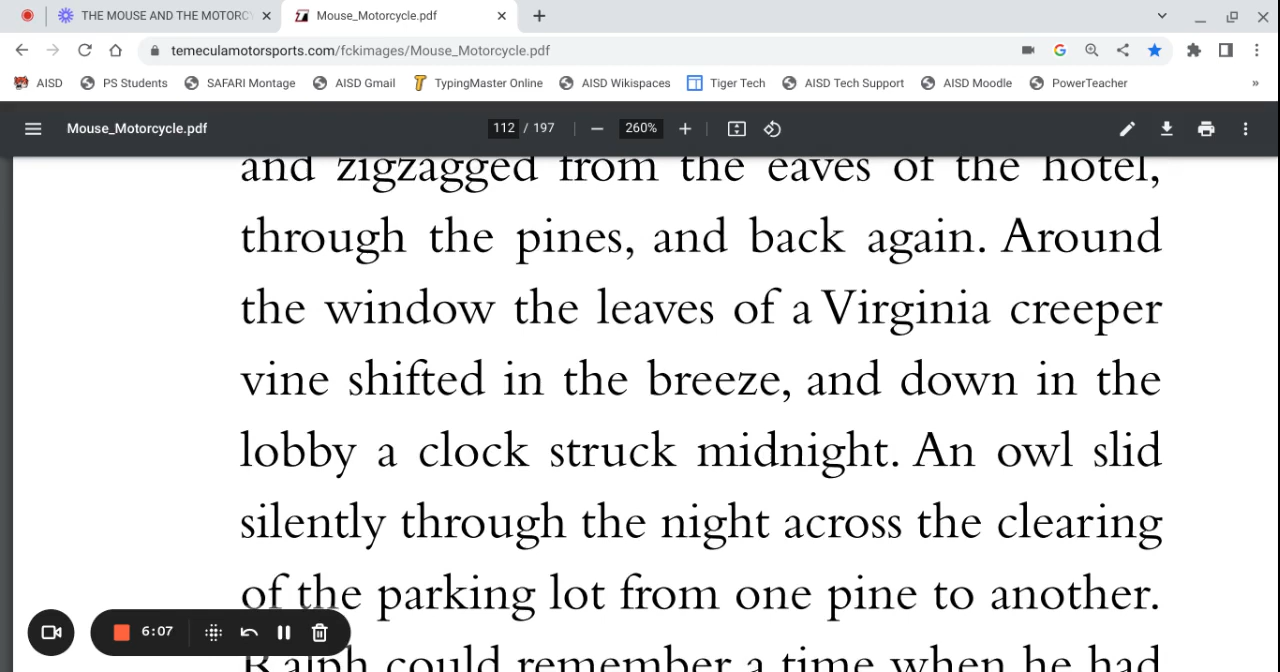 THE MOUSE AND THE MOTORCY
Mouse_Motorcycle.pdf
temeculamotorsports.com/fckimages/Mouse_Motorcycle.pdf
AISD PS Students SAFARI Montage AISD Gmail TypingMaster Online AISD Wikispaces Tiger Tech AISD Tech Support AISD Moodle PowerTeacher »
Mouse_Motorcycle.pdf 112 / 197 260%
and zigzagged from the eaves of the hotel,
through the pines, and back again. Around
the window the leaves of a Virginia creeper
vine shifted in the breeze, and down in the
lobby a clock struck midnight. An owl slid
silently through the night across the clearing
of the parking lot from one pine to another.
Ralph could remember a time when he had
6:07